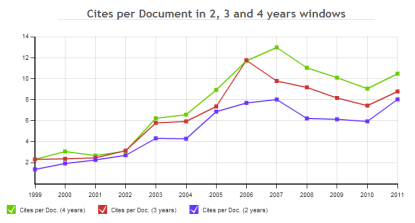 Cites per Document in 2, 3 and 4 years windows
14
12
10
8
6
4
2
0
1999 2000 2001 2002 2003 2004 2005 2006 2007 2008 2009 2010 2011
Cites per Doc. (4 years) Cites per Doc. (3 years) Cites per Doc. (2 years)